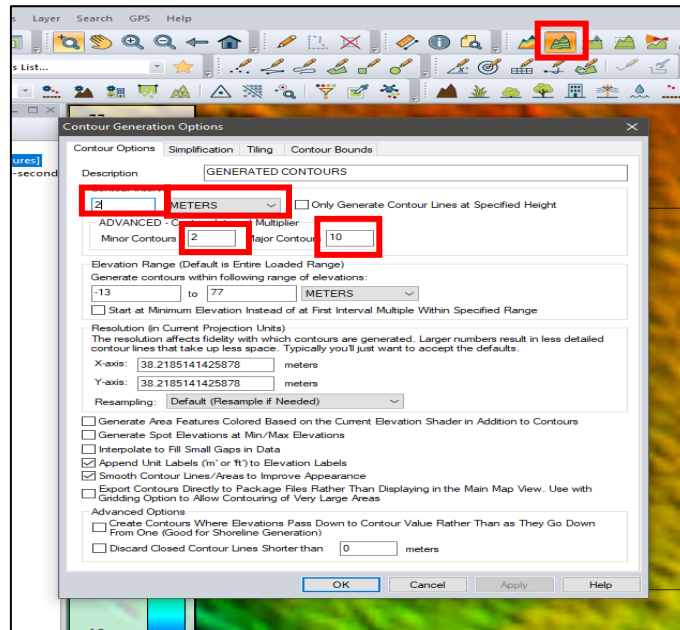 Layer Search GPS Help
s List...
ures]
-second
Contour Generation Options
Contour Options Simplification Tiling Contour Bounds
Description GENERATED CONTOURS
2 METERS Only Generate Contour Lines at Specified Height
ADVANCED - Multiplier
Minor Contours 2 Major Contours 10
Elevation Range (Default is Entire Loaded Range)
Generate contours within following range of elevations:
-13 to 77 METERS
Start at Minimum Elevation Instead of at First Interval Multiple Within Specified Range
Resolution (in Current Projection Units)
The resolution affects fidelity with which contours are generated. Larger numbers result in less detailed
contour lines that take up less space. Typically you'll just want to accept the defaults.
X-axis: 38.2185141425878 meters
Y-axis: 38.2185141425878 meters
Resampling: Default (Resample if Needed)
Generate Area Features Colored Based on the Current Elevation Shader in Addition to Contours
Generate Spot Elevations at Min/Max Elevations
Interpolate to Fill Small Gaps in Data
Append Unit Labels ('m' or 'ft') to Elevation Labels
Smooth Contour Lines/Areas to Improve Appearance
Export Contours Directly to Package Files Rather Than Displaying in the Main Map View. Use with
Gridding Option to Allow Contouring of Very Large Areas
Advanced Options
Create Contours Where Elevations Pass Down to Contour Value Rather Than as They Go Down
From One (Good for Shoreline Generation)
Discard Closed Contour Lines Shorter than 0 meters
OK Cancel Apply Help